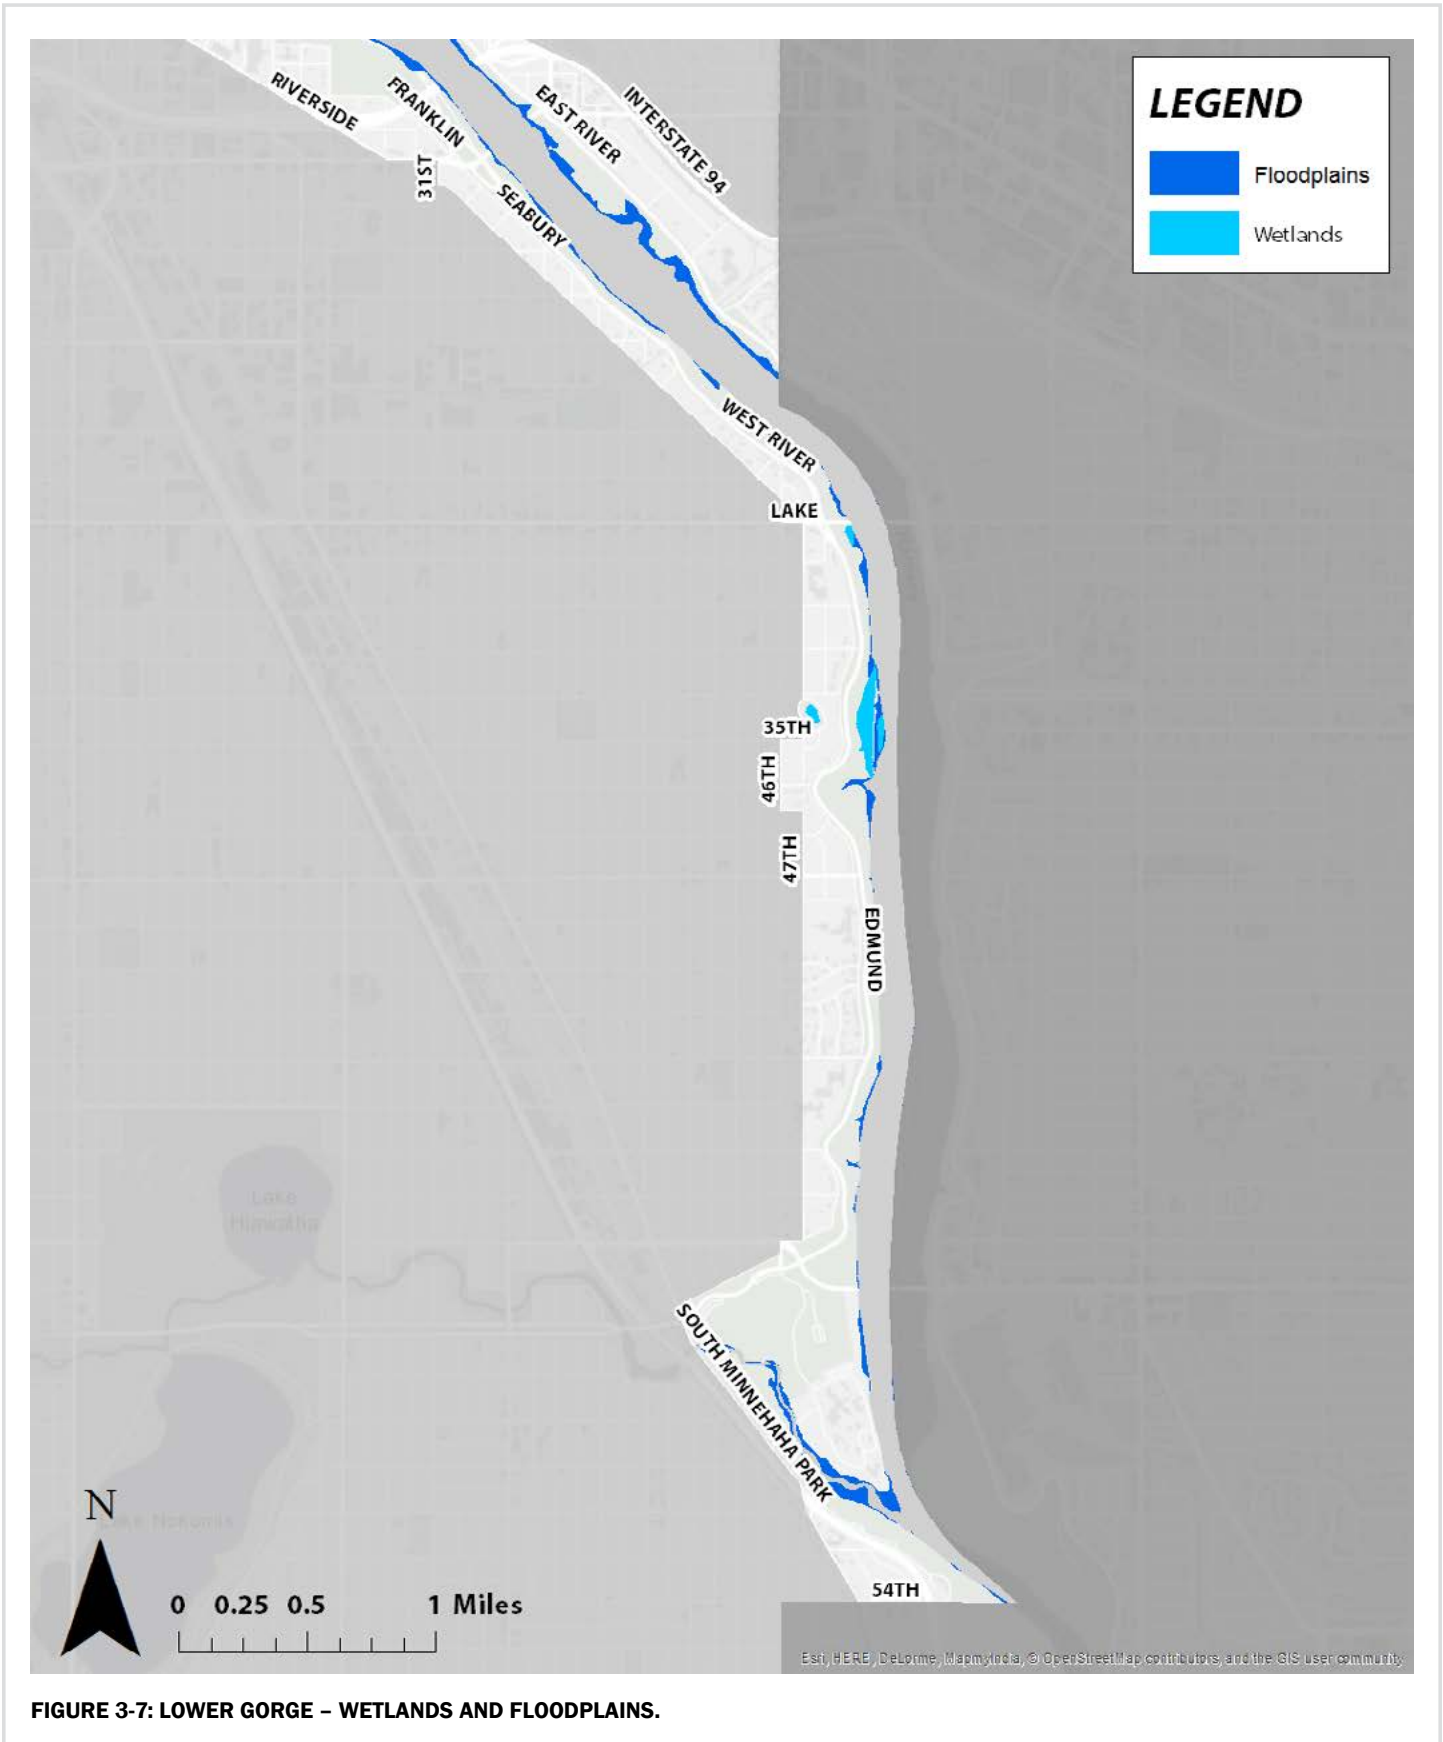 LEGEND
Floodplains
Wetlands
RIVERSIDE
FRANKLIN
EAST RIVER
INTERSTATE 94
31ST
SEABURY
WEST RIVER
LAKE
35TH
46TH
47TH
EDMUND
Lake
Hiawatha
SOUTH MINNEHAHA PARK
N
Lake Nokomis
54TH
0 0.25 0.5 1 Miles
Esri, HERE, DeLorme, MapmyIndia, © OpenStreetMap contributors, and the GIS user community
FIGURE 3-7: LOWER GORGE – WETLANDS AND FLOODPLAINS.